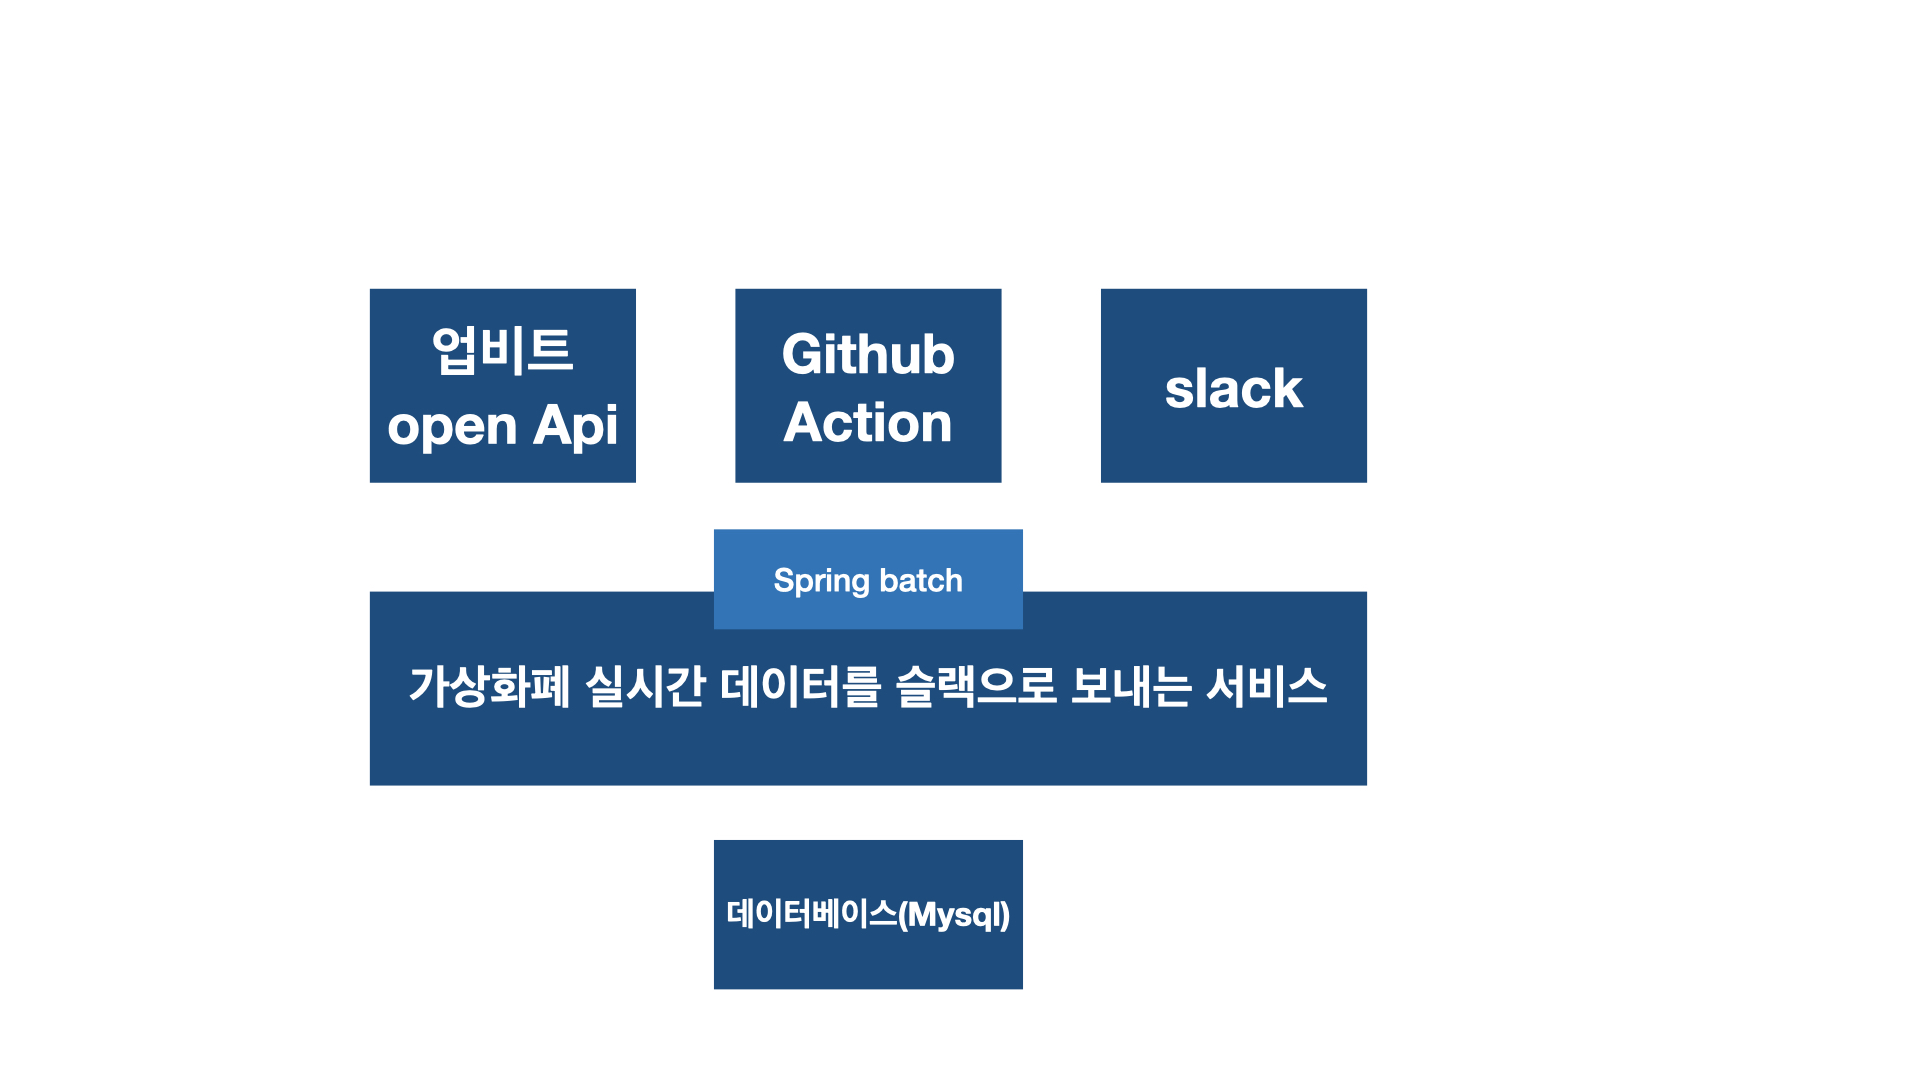 업비트
open Api
Github
Action
slack
Spring batch
가상화폐 실시간 데이터를 슬랙으로 보내는 서비스
데이터베이스(Mysql)